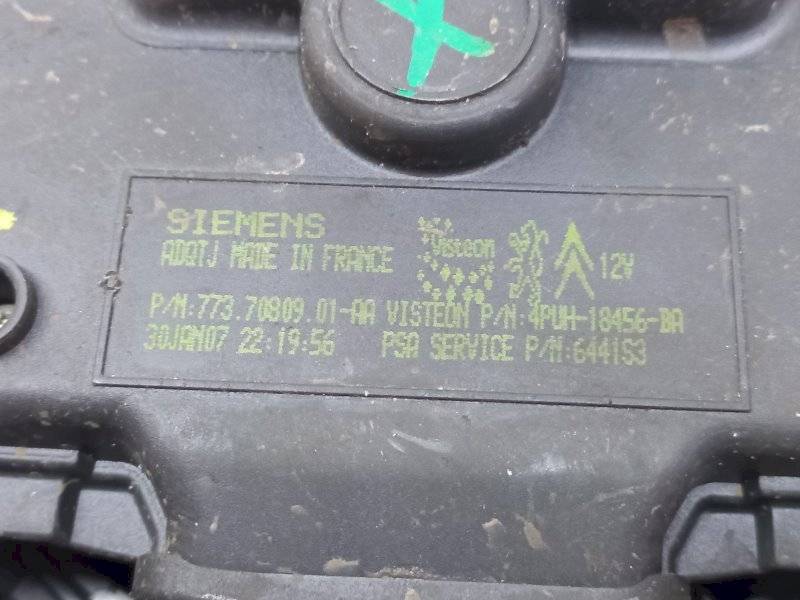 SIEMENS
ADQTJ MADE IN FRANCE Visteon 12V
P/N:773.70809.01-AA VISTEON P/N:4PUH-18456-BA
30JAN07 22:19:56 PSA SERVICE P/N:6441S3